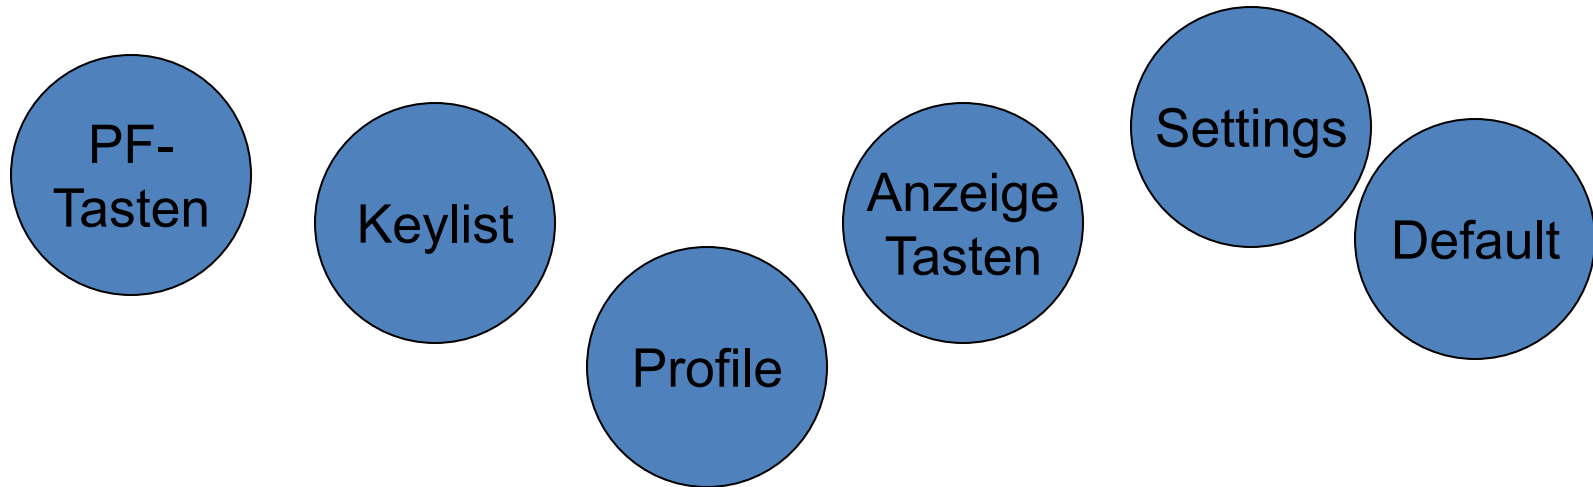 PF-
Tasten
Keylist
Profile
Anzeige
Tasten
Settings
Default